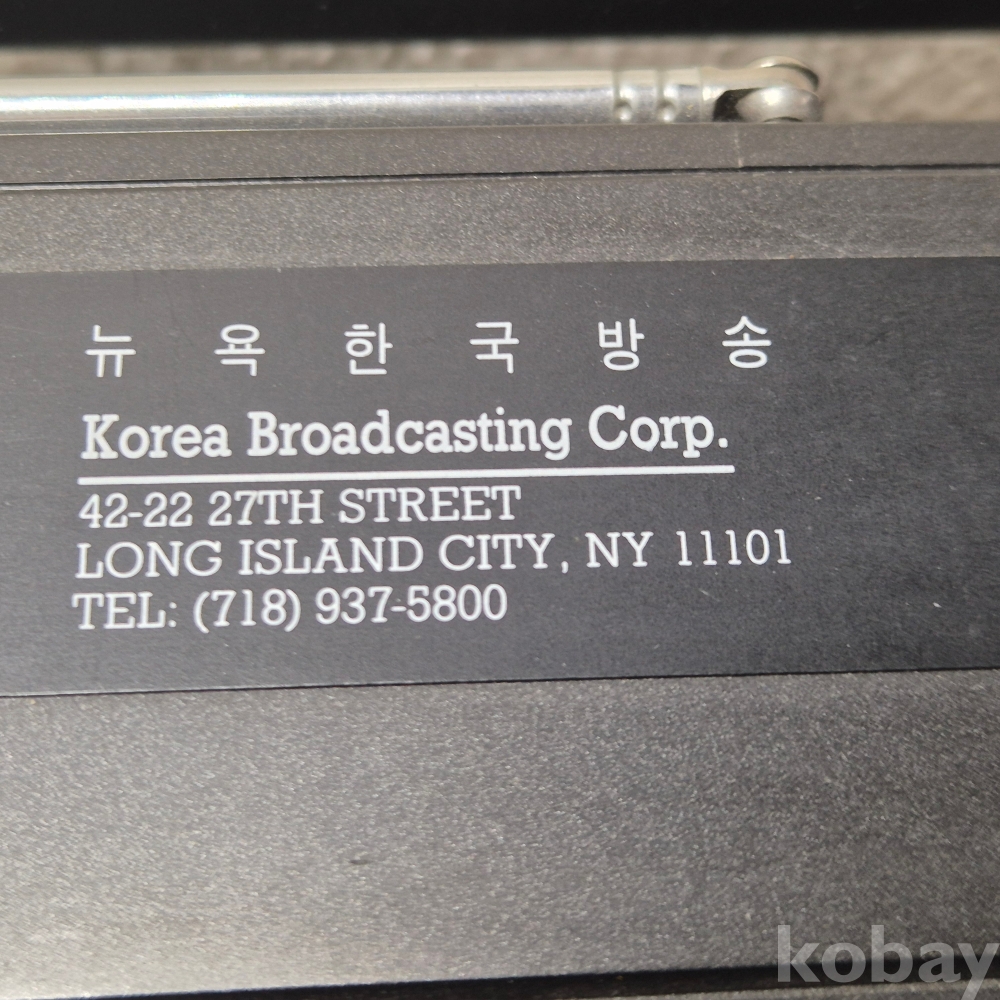 뉴욕한국방송
Korea Broadcasting Corp.
42-22 27TH STREET
LONG ISLAND CITY, NY 11101
TEL: (718) 937-5800
kobay